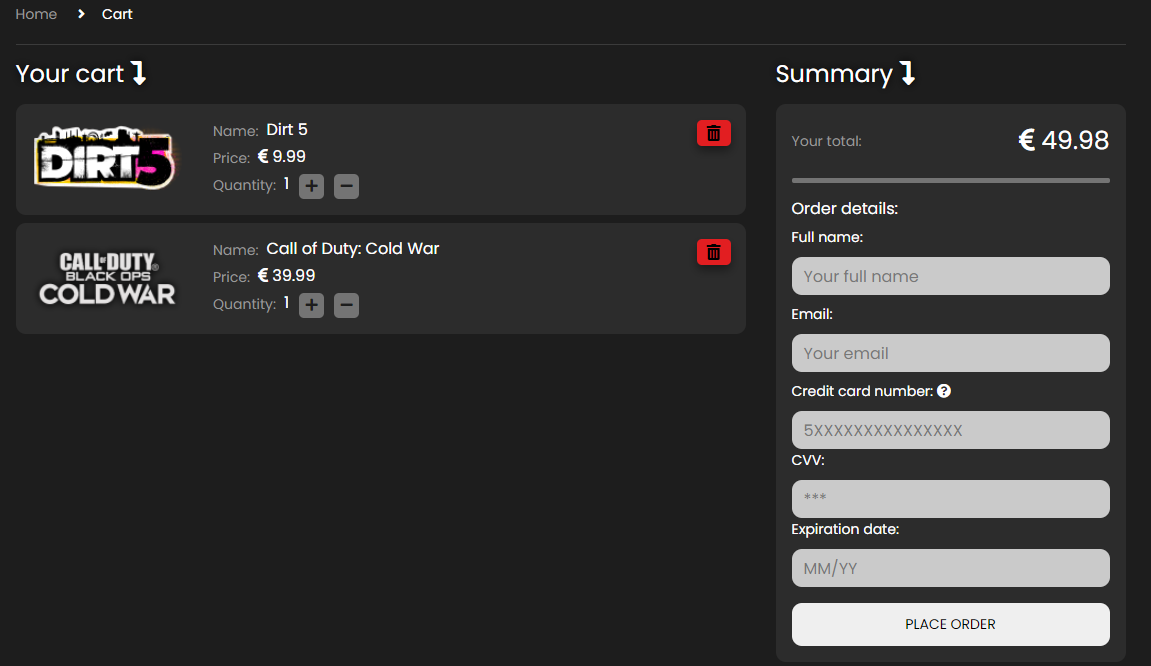 Home > Cart
Your cart
DIRT 5
Name: Dirt 5
Price: € 9.99
Quantity: 1 + −
CALL OF DUTY®
BLACK OPS
COLD WAR
Name: Call of Duty: Cold War
Price: € 39.99
Quantity: 1 + −
Summary
Your total: € 49.98
Order details:
Full name:
Your full name
Email:
Your email
Credit card number: ?
5XXXXXXXXXXXXXXX
CVV:
***
Expiration date:
MM/YY
PLACE ORDER